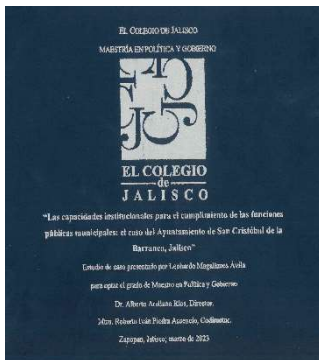 EL COLEGIO DE JALISCO
MAESTRÍA EN POLÍTICA Y GOBIERNO
EL COLEGIO
de
JALISCO
"Las capacidades institucionales para el cumplimiento de las funciones
públicas municipales: el caso del Ayuntamiento de San Cristóbal de la
Barranca, Jalisco"
Estudio de caso presentado por Leobardo Magallanes Ávila
para optar el grado de Maestro en Política y Gobierno
Dr. Alberto Arellano Ríos, Director.
Mtro. Roberto Iván Piedra Ascencio, Codirector.
Zapopan, Jalisco; marzo de 2023